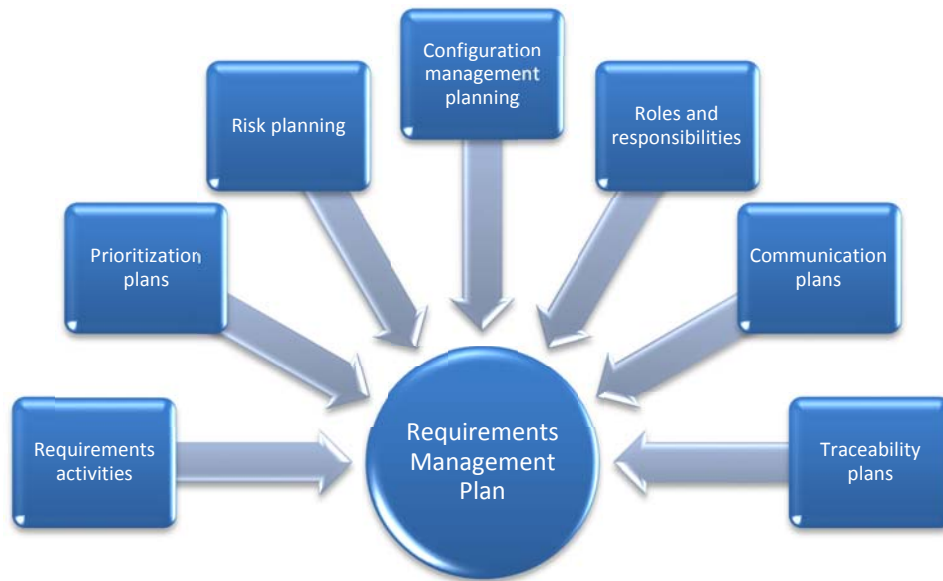 Configuration
management
planning
Risk planning
Roles and
responsibilities
Prioritization
plans
Communication
plans
Requirements
activities
Requirements
Management
Plan
Traceability
plans